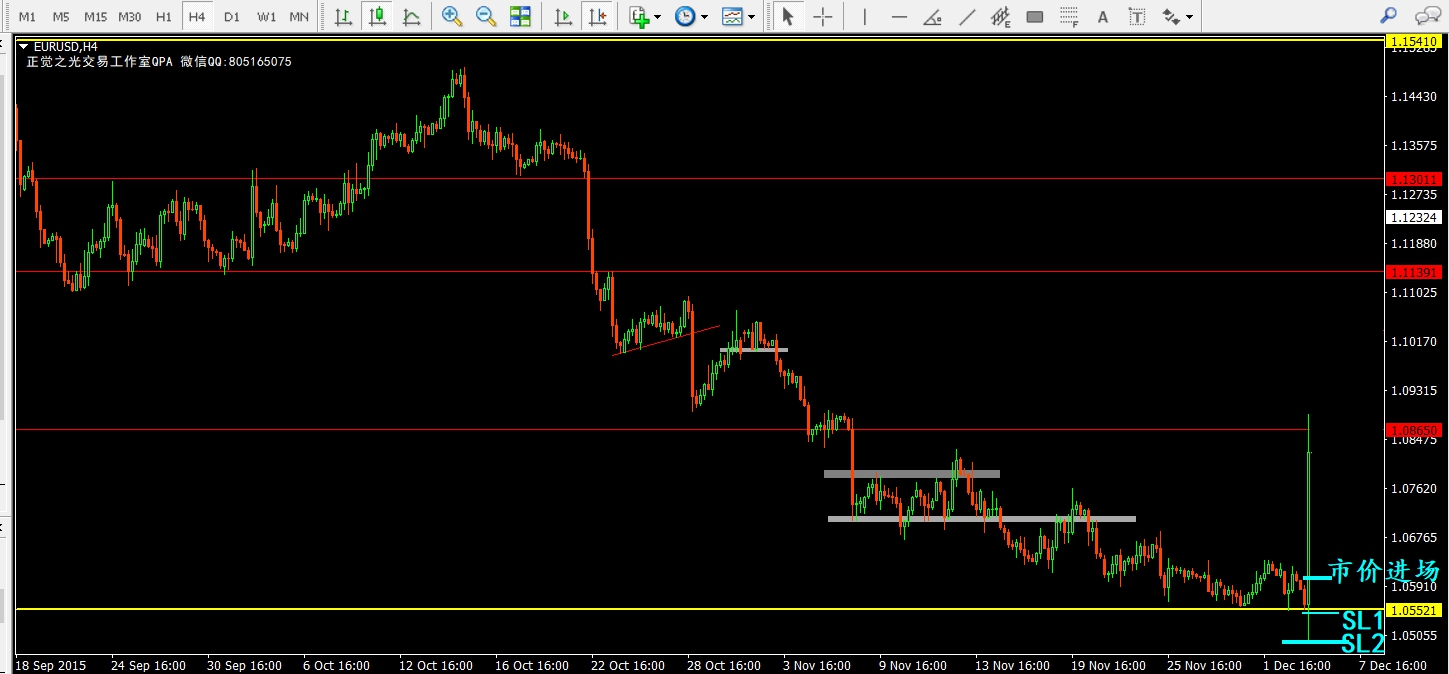 M1 M5 M15 M30 H1 H4 D1 W1 MN E F A T
EURUSD,H4
正觉之光交易工作室QPA 微信QQ:805165075
1.15410
1.15285
1.14430
1.13575
1.13011
1.12735
1.12324
1.11880
1.11391
1.11025
1.10170
1.09315
1.08650
1.08475
1.07620
1.06765
市价进场
1.05910
1.05521
SL1
1.05055
SL2
18 Sep 2015 24 Sep 16:00 30 Sep 16:00 6 Oct 16:00 12 Oct 16:00 16 Oct 16:00 22 Oct 16:00 28 Oct 16:00 3 Nov 16:00 9 Nov 16:00 13 Nov 16:00 19 Nov 16:00 25 Nov 16:00 1 Dec 16:00 7 Dec 16:00